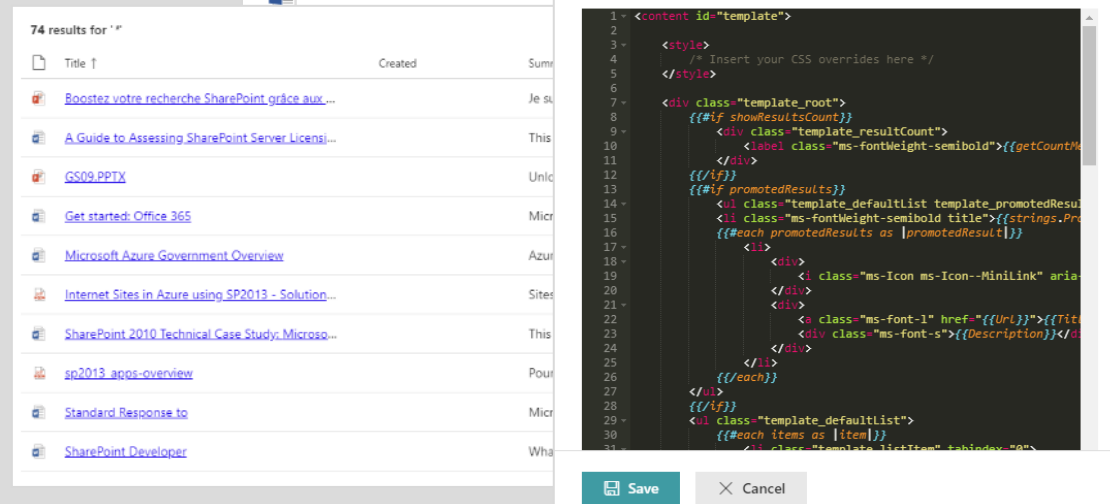 74 results for '*'
Title ↑ Created Sumr
Boostez votre recherche SharePoint grâce aux ... Je su
A Guide to Assessing SharePoint Server Licensi... This
GS09.PPTX Unlo
Get started: Office 365 Micr
Microsoft Azure Government Overview Azur
Internet Sites in Azure using SP2013 - Solution... Sites
SharePoint 2010 Technical Case Study: Microso... This
sp2013_apps-overview Pour
Standard Response to Micr
SharePoint Developer Wha
1 <content id="template">
2
3 <style>
4 /* Insert your CSS overrides here */
5 </style>
6
7 <div class="template_root">
8 {{#if showResultsCount}}
9 <div class="template_resultCount">
10 <label class="ms-fontWeight-semibold">{{getCountMe
11 </div>
12 {{/if}}
13 {{#if promotedResults}}
14 <ul class="template_defaultList template_promotedResul
15 <li class="ms-fontWeight-semibold title">{{strings.Pro
16 {{#each promotedResults as |promotedResult|}}
17 <li>
18 <div>
19 <i class="ms-Icon ms-Icon--MiniLink" aria-
20 </div>
21 <div>
22 <a class="ms-font-l" href="{{Url}}">{{Titl
23 <div class="ms-font-s">{{Description}}</di
24 </div>
25 </li>
26 {{/each}}
27 </ul>
28 {{/if}}
29 <ul class="template_defaultList">
30 {{#each items as |item|}}
31 <li class="template_listItem" tabindex="0">
Save Cancel